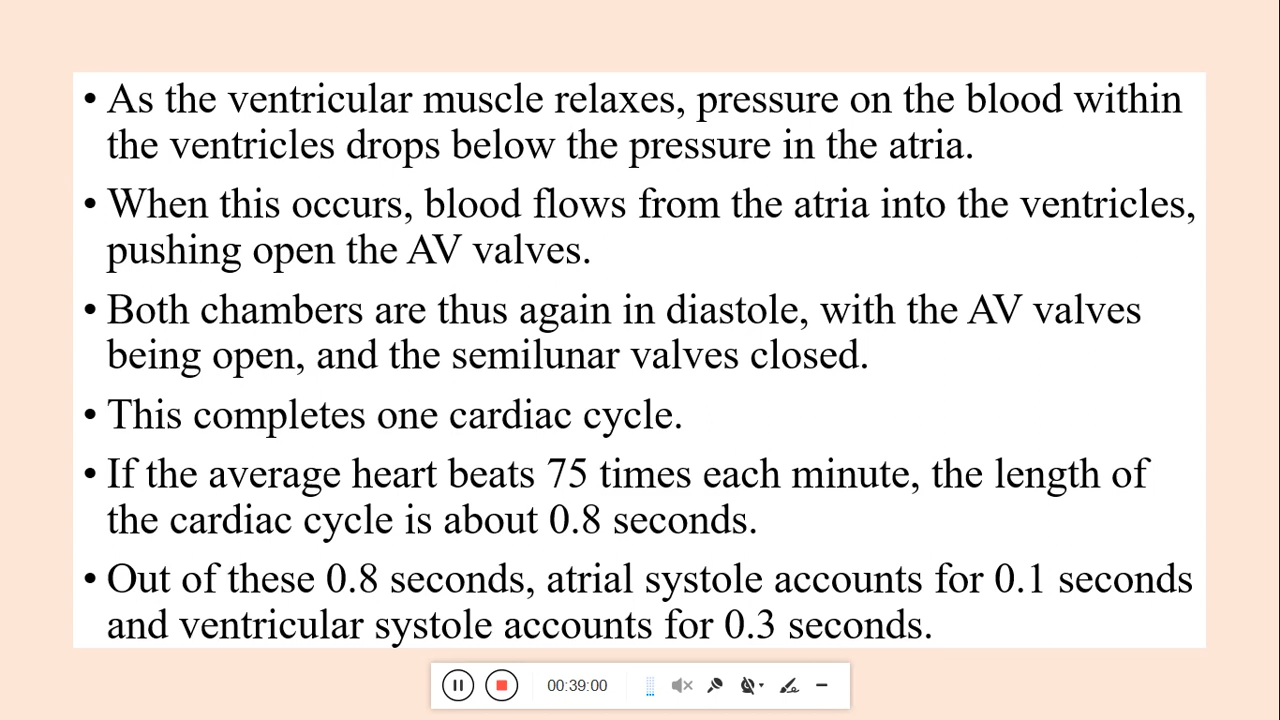 • As the ventricular muscle relaxes, pressure on the blood within
the ventricles drops below the pressure in the atria.
• When this occurs, blood flows from the atria into the ventricles,
pushing open the AV valves.
• Both chambers are thus again in diastole, with the AV valves
being open, and the semilunar valves closed.
• This completes one cardiac cycle.
• If the average heart beats 75 times each minute, the length of
the cardiac cycle is about 0.8 seconds.
• Out of these 0.8 seconds, atrial systole accounts for 0.1 seconds
and ventricular systole accounts for 0.3 seconds.
00:39:00